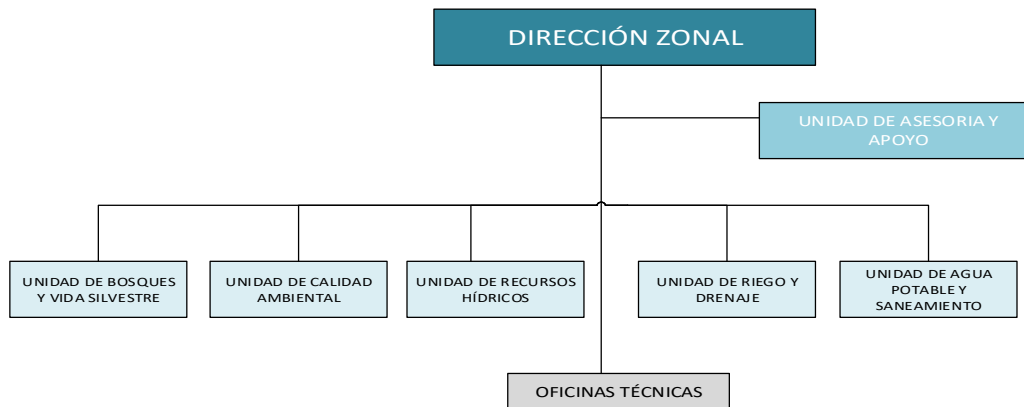 DIRECCIÓN ZONAL
UNIDAD DE ASESORIA Y
APOYO
UNIDAD DE BOSQUES
Y VIDA SILVESTRE
UNIDAD DE CALIDAD
AMBIENTAL
UNIDAD DE RECURSOS
HÍDRICOS
UNIDAD DE RIEGO Y
DRENAJE
UNIDAD DE AGUA
POTABLE Y
SANEAMIENTO
OFICINAS TÉCNICAS